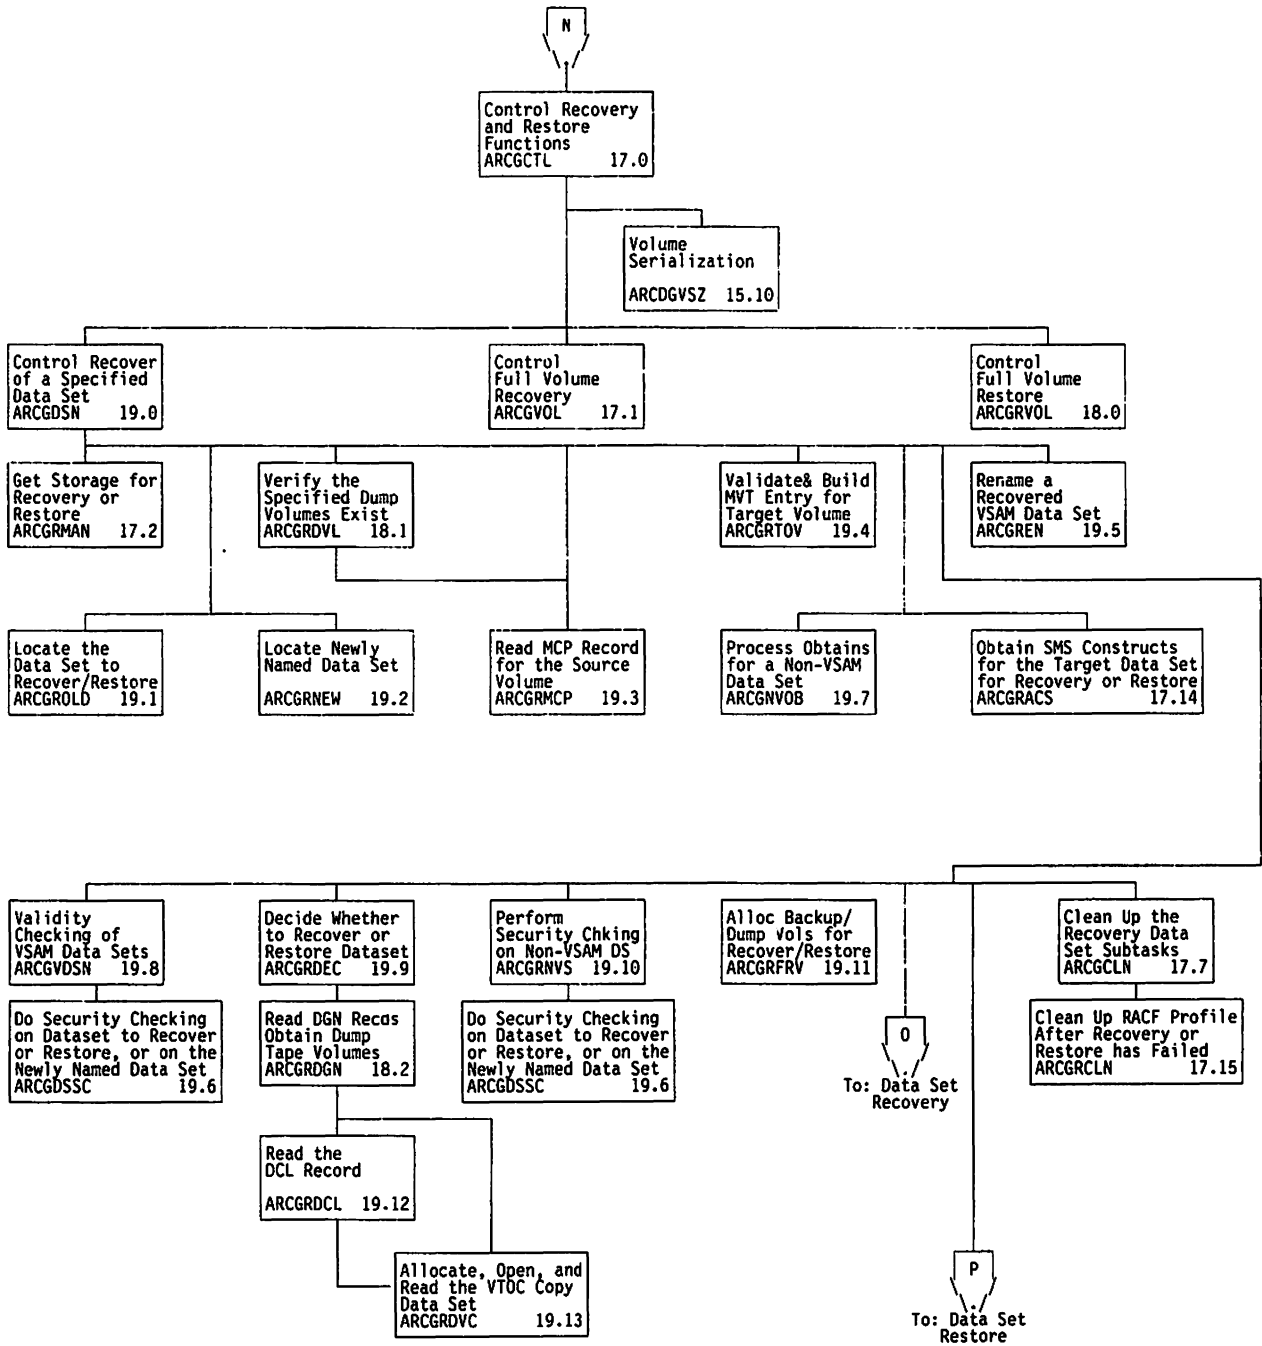 N
Control Recovery
and Restore
Functions
ARCGCTL 17.0
Volume
Serialization
ARCDGVSZ 15.10
Control Recover
of a Specified
Data Set
ARCGDSN 19.0
Control
Full Volume
Recovery
ARCGVOL 17.1
Control
Full Volume
Restore
ARCGRVOL 18.0
Get Storage for
Recovery or
Restore
ARCGRMAN 17.2
Verify the
Specified Dump
Volumes Exist
ARCGRDVL 18.1
Validate& Build
MVT Entry for
Target Volume
ARCGRTOV 19.4
Rename a
Recovered
VSAM Data Set
ARCGREN 19.5
Locate the
Data Set to
Recover/Restore
ARCGROLD 19.1
Locate Newly
Named Data Set
ARCGRNEW 19.2
Read MCP Record
for the Source
Volume
ARCGRMCP 19.3
Process Obtains
for a Non-VSAM
Data Set
ARCGNVOB 19.7
Obtain SMS Constructs
for the Target Data Set
for Recovery or Restore
ARCGRACS 17.14
Validity
Checking of
VSAM Data Sets
ARCGVDSN 19.8
Decide Whether
to Recover or
Restore Dataset
ARCGRDEC 19.9
Perform
Security Chking
on Non-VSAM DS
ARCGRNVS 19.10
Alloc Backup/
Dump Vols for
Recover/Restore
ARCGRFRV 19.11
Clean Up the
Recovery Data
Set Subtasks
ARCGCLN 17.7
Do Security Checking
on Dataset to Recover
or Restore, or on the
Newly Named Data Set
ARCGDSSC 19.6
Read DGN Recds
Obtain Dump
Tape Volumes
ARCGRDGN 18.2
Do Security Checking
on Dataset to Recover
or Restore, or on the
Newly Named Data Set
ARCGDSSC 19.6
O
To: Data Set
Recovery
Clean Up RACF Profile
After Recovery or
Restore has Failed
ARCGRCLN 17.15
Read the
DCL Record
ARCGRDCL 19.12
Allocate, Open, and
Read the VTOC Copy
Data Set
ARCGRDVC 19.13
P
To: Data Set
Restore